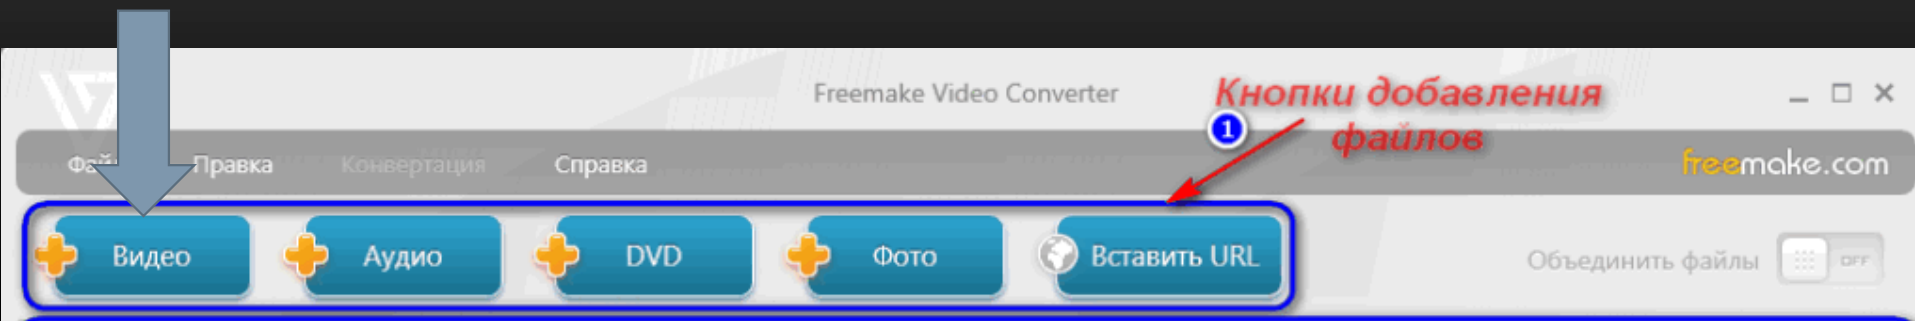 Freemake Video Converter
Кнопки добавления
1
файлов
Правка Конвертация Справка
freemake.com
Видео Аудио DVD Фото Вставить URL
Объединить файлы OFF